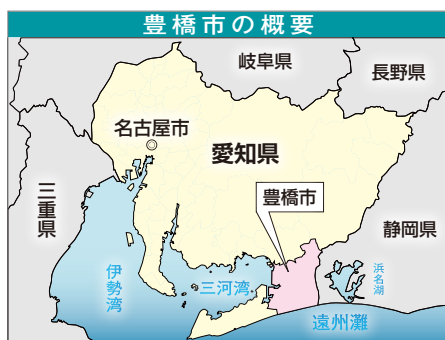 豊橋市の概要
岐阜県
長野県
名古屋市
愛知県
三重県
豊橋市
静岡県
伊勢湾
三河湾
浜名湖
遠州灘